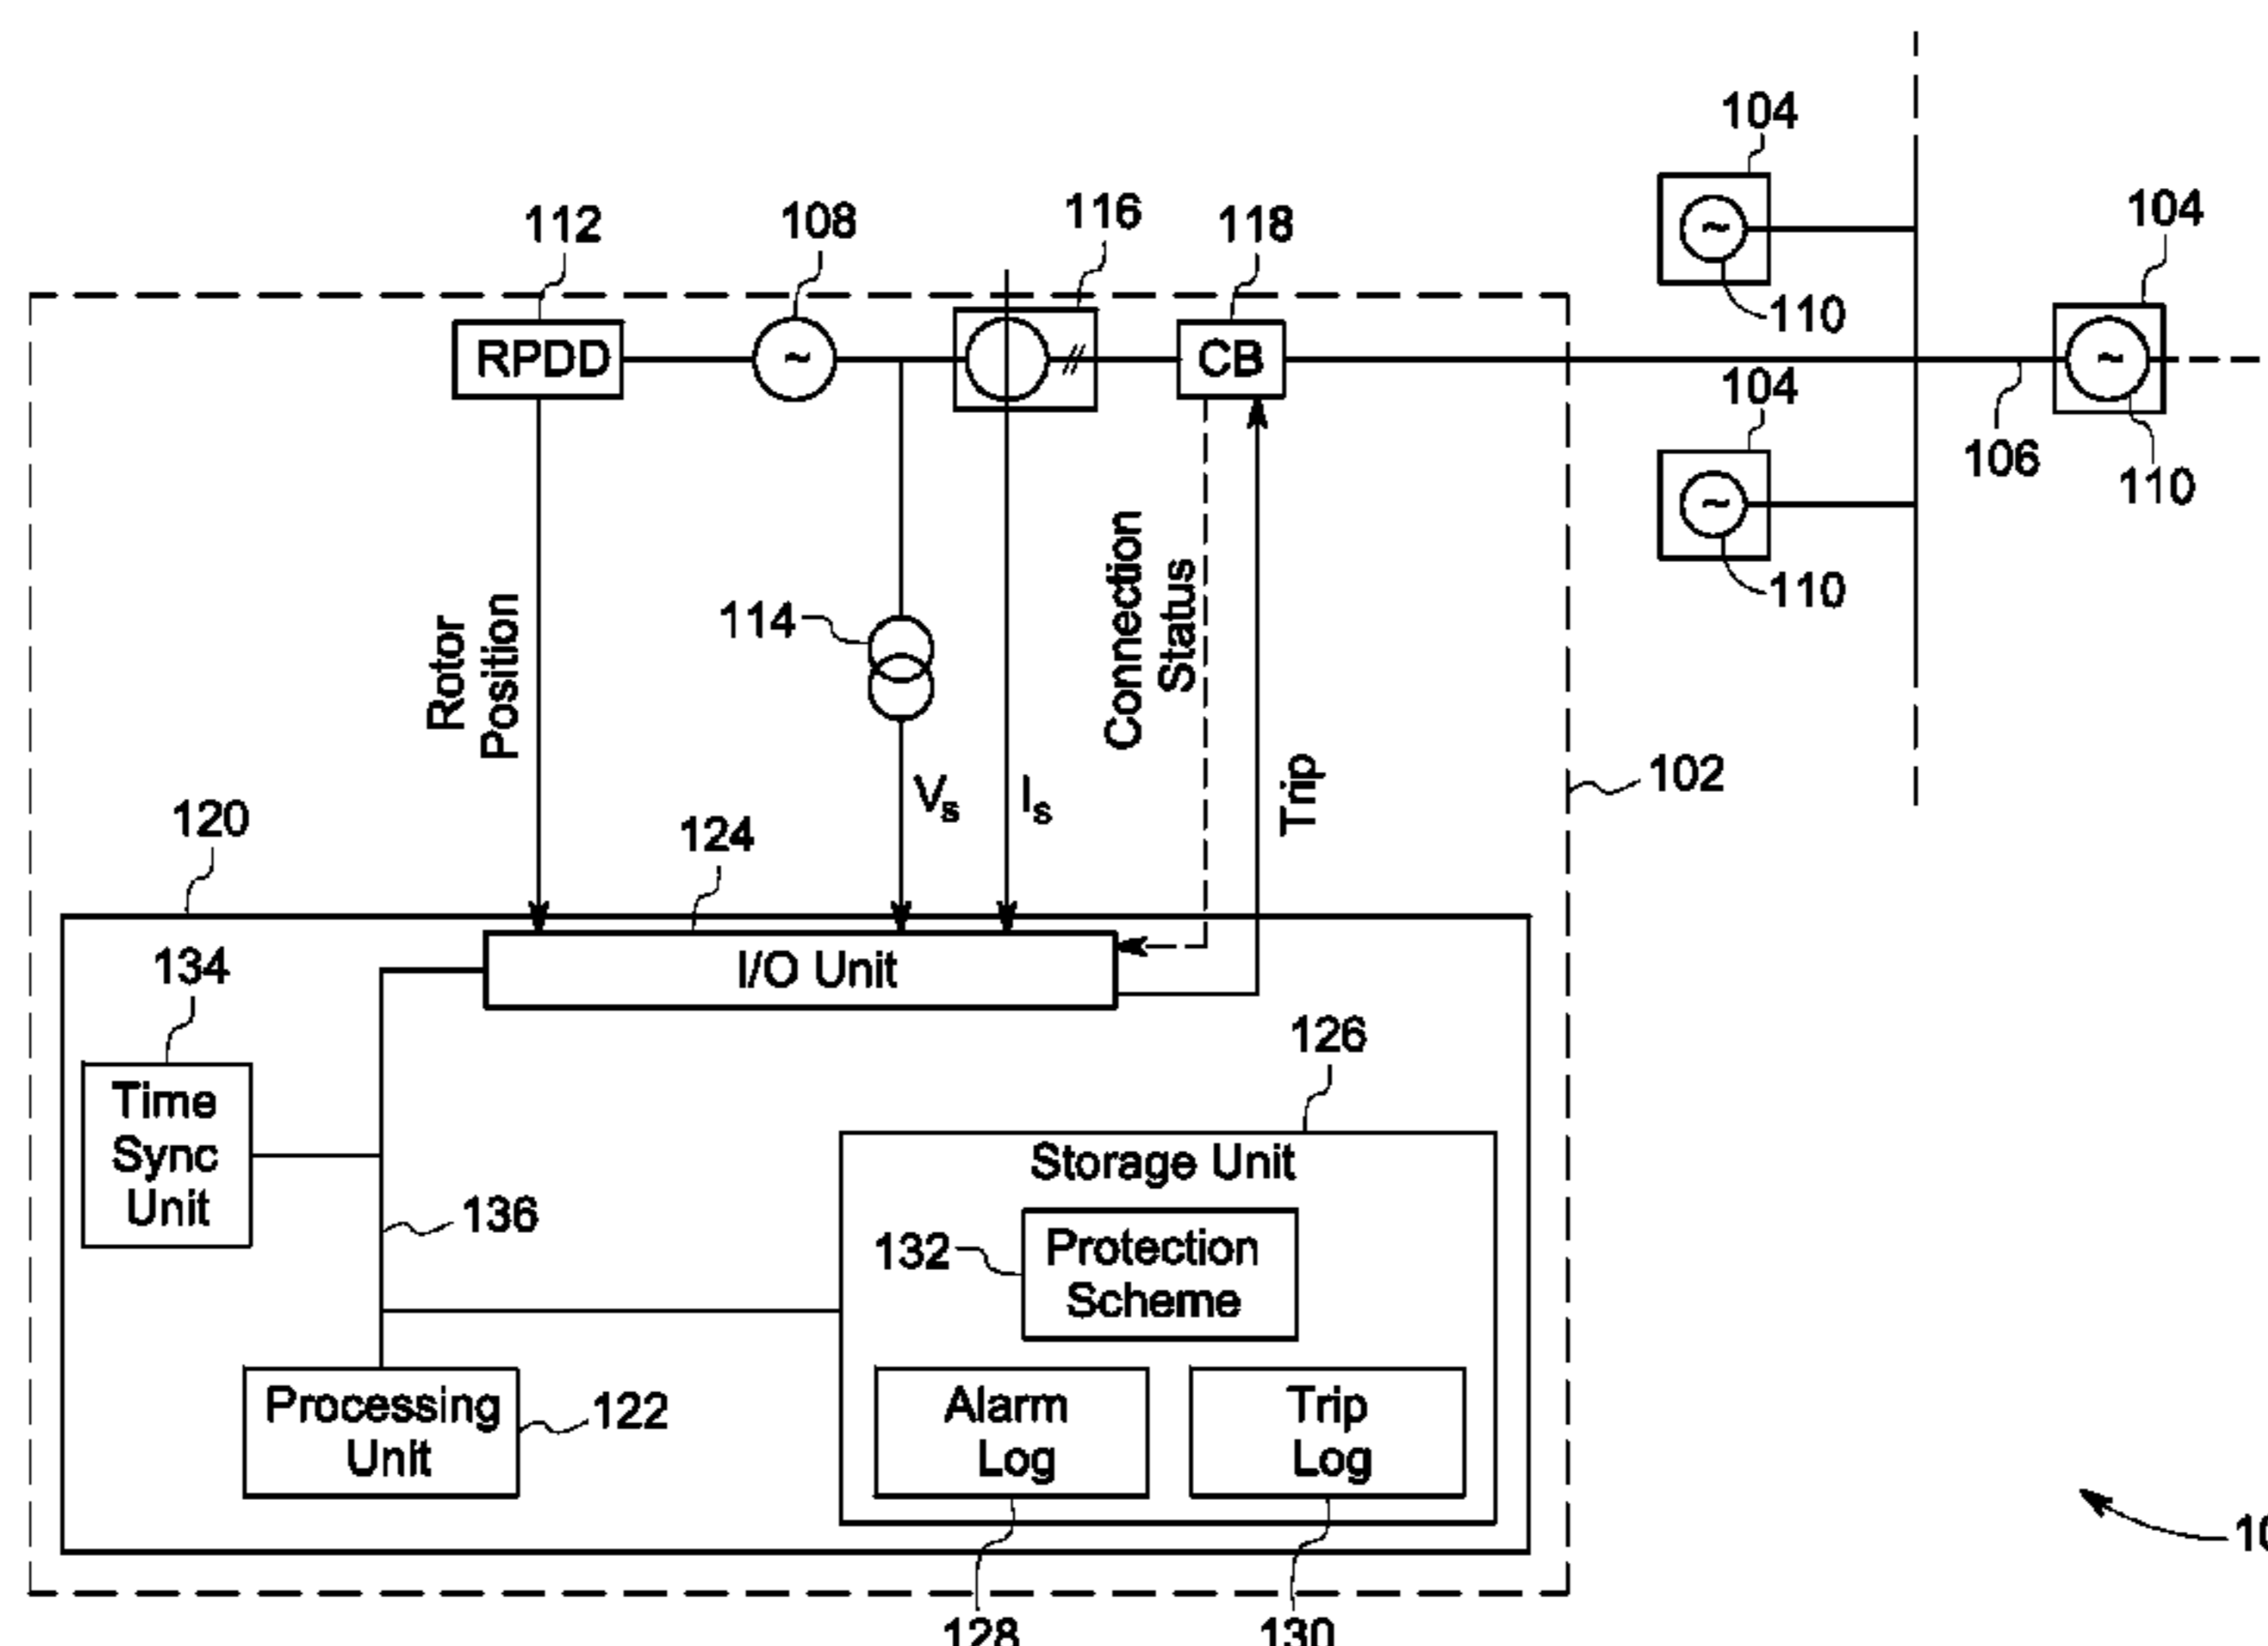 104
104
112
108
116
118
RPDD
~
CB
~
110
~
104
~
110
106
110
Rotor
Position
114
Connection
Status
Vs
Is
Trip
102
120
124
134
I/O Unit
126
Time
Sync
Unit
136
Storage Unit
132
Protection
Scheme
Processing
Unit
122
Alarm
Log
Trip
Log
128
130